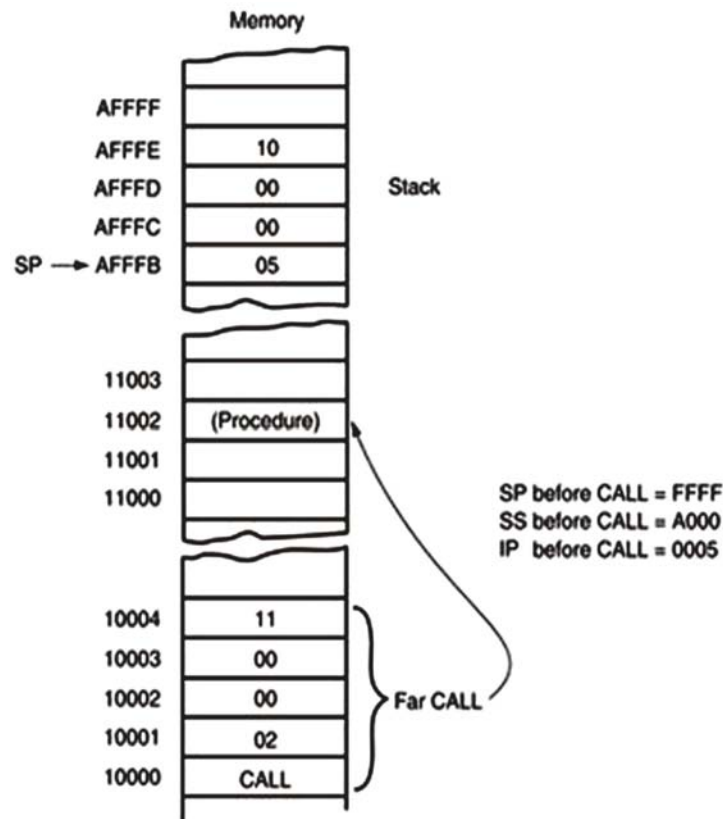 Memory
AFFFF
AFFFE 10
AFFFD 00 Stack
AFFFC 00
SP AFFFB 05
11003
11002 (Procedure)
11001
11000
SP before CALL = FFFF
SS before CALL = A000
IP before CALL = 0005
10004 11
10003 00
10002 00 Far CALL
10001 02
10000 CALL